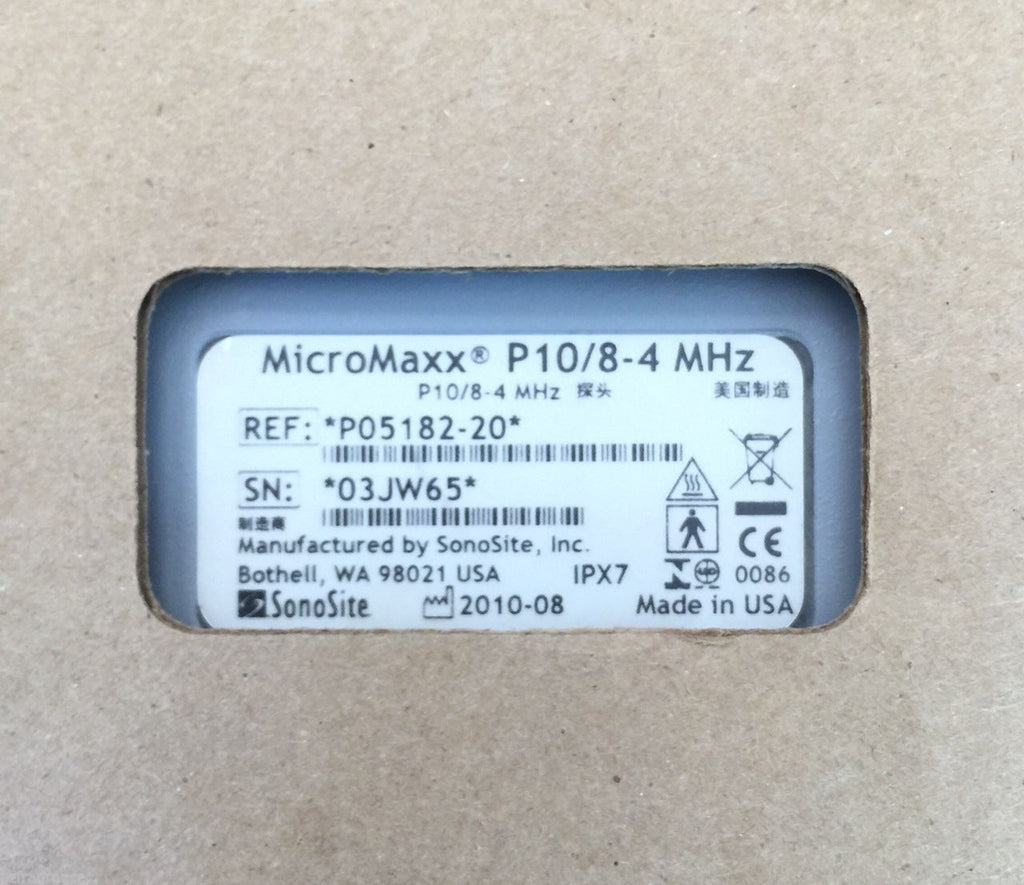 MicroMaxx® P10/8-4 MHz
P10/8-4 MHz 探头 美国制造
REF: *P05182-20*
SN: *03JW65*
制造商
Manufactured by SonoSite, Inc.
Bothell, WA 98021 USA IPX7 0086
SonoSite 2010-08 Made in USA